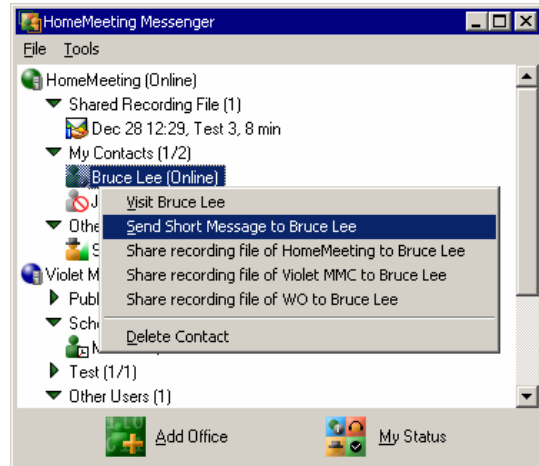 HomeMeeting Messenger
File Tools
HomeMeeting (Online)
Shared Recording File (1)
Dec 28 12:29, Test 3, 8 min
My Contacts (1/2)
Bruce Lee (Online)
Visit Bruce Lee
Send Short Message to Bruce Lee
Share recording file of HomeMeeting to Bruce Lee
Share recording file of Violet MMC to Bruce Lee
Share recording file of WO to Bruce Lee
Delete Contact
Violet M
Test (1/1)
Other Users (1)
Add Office My Status